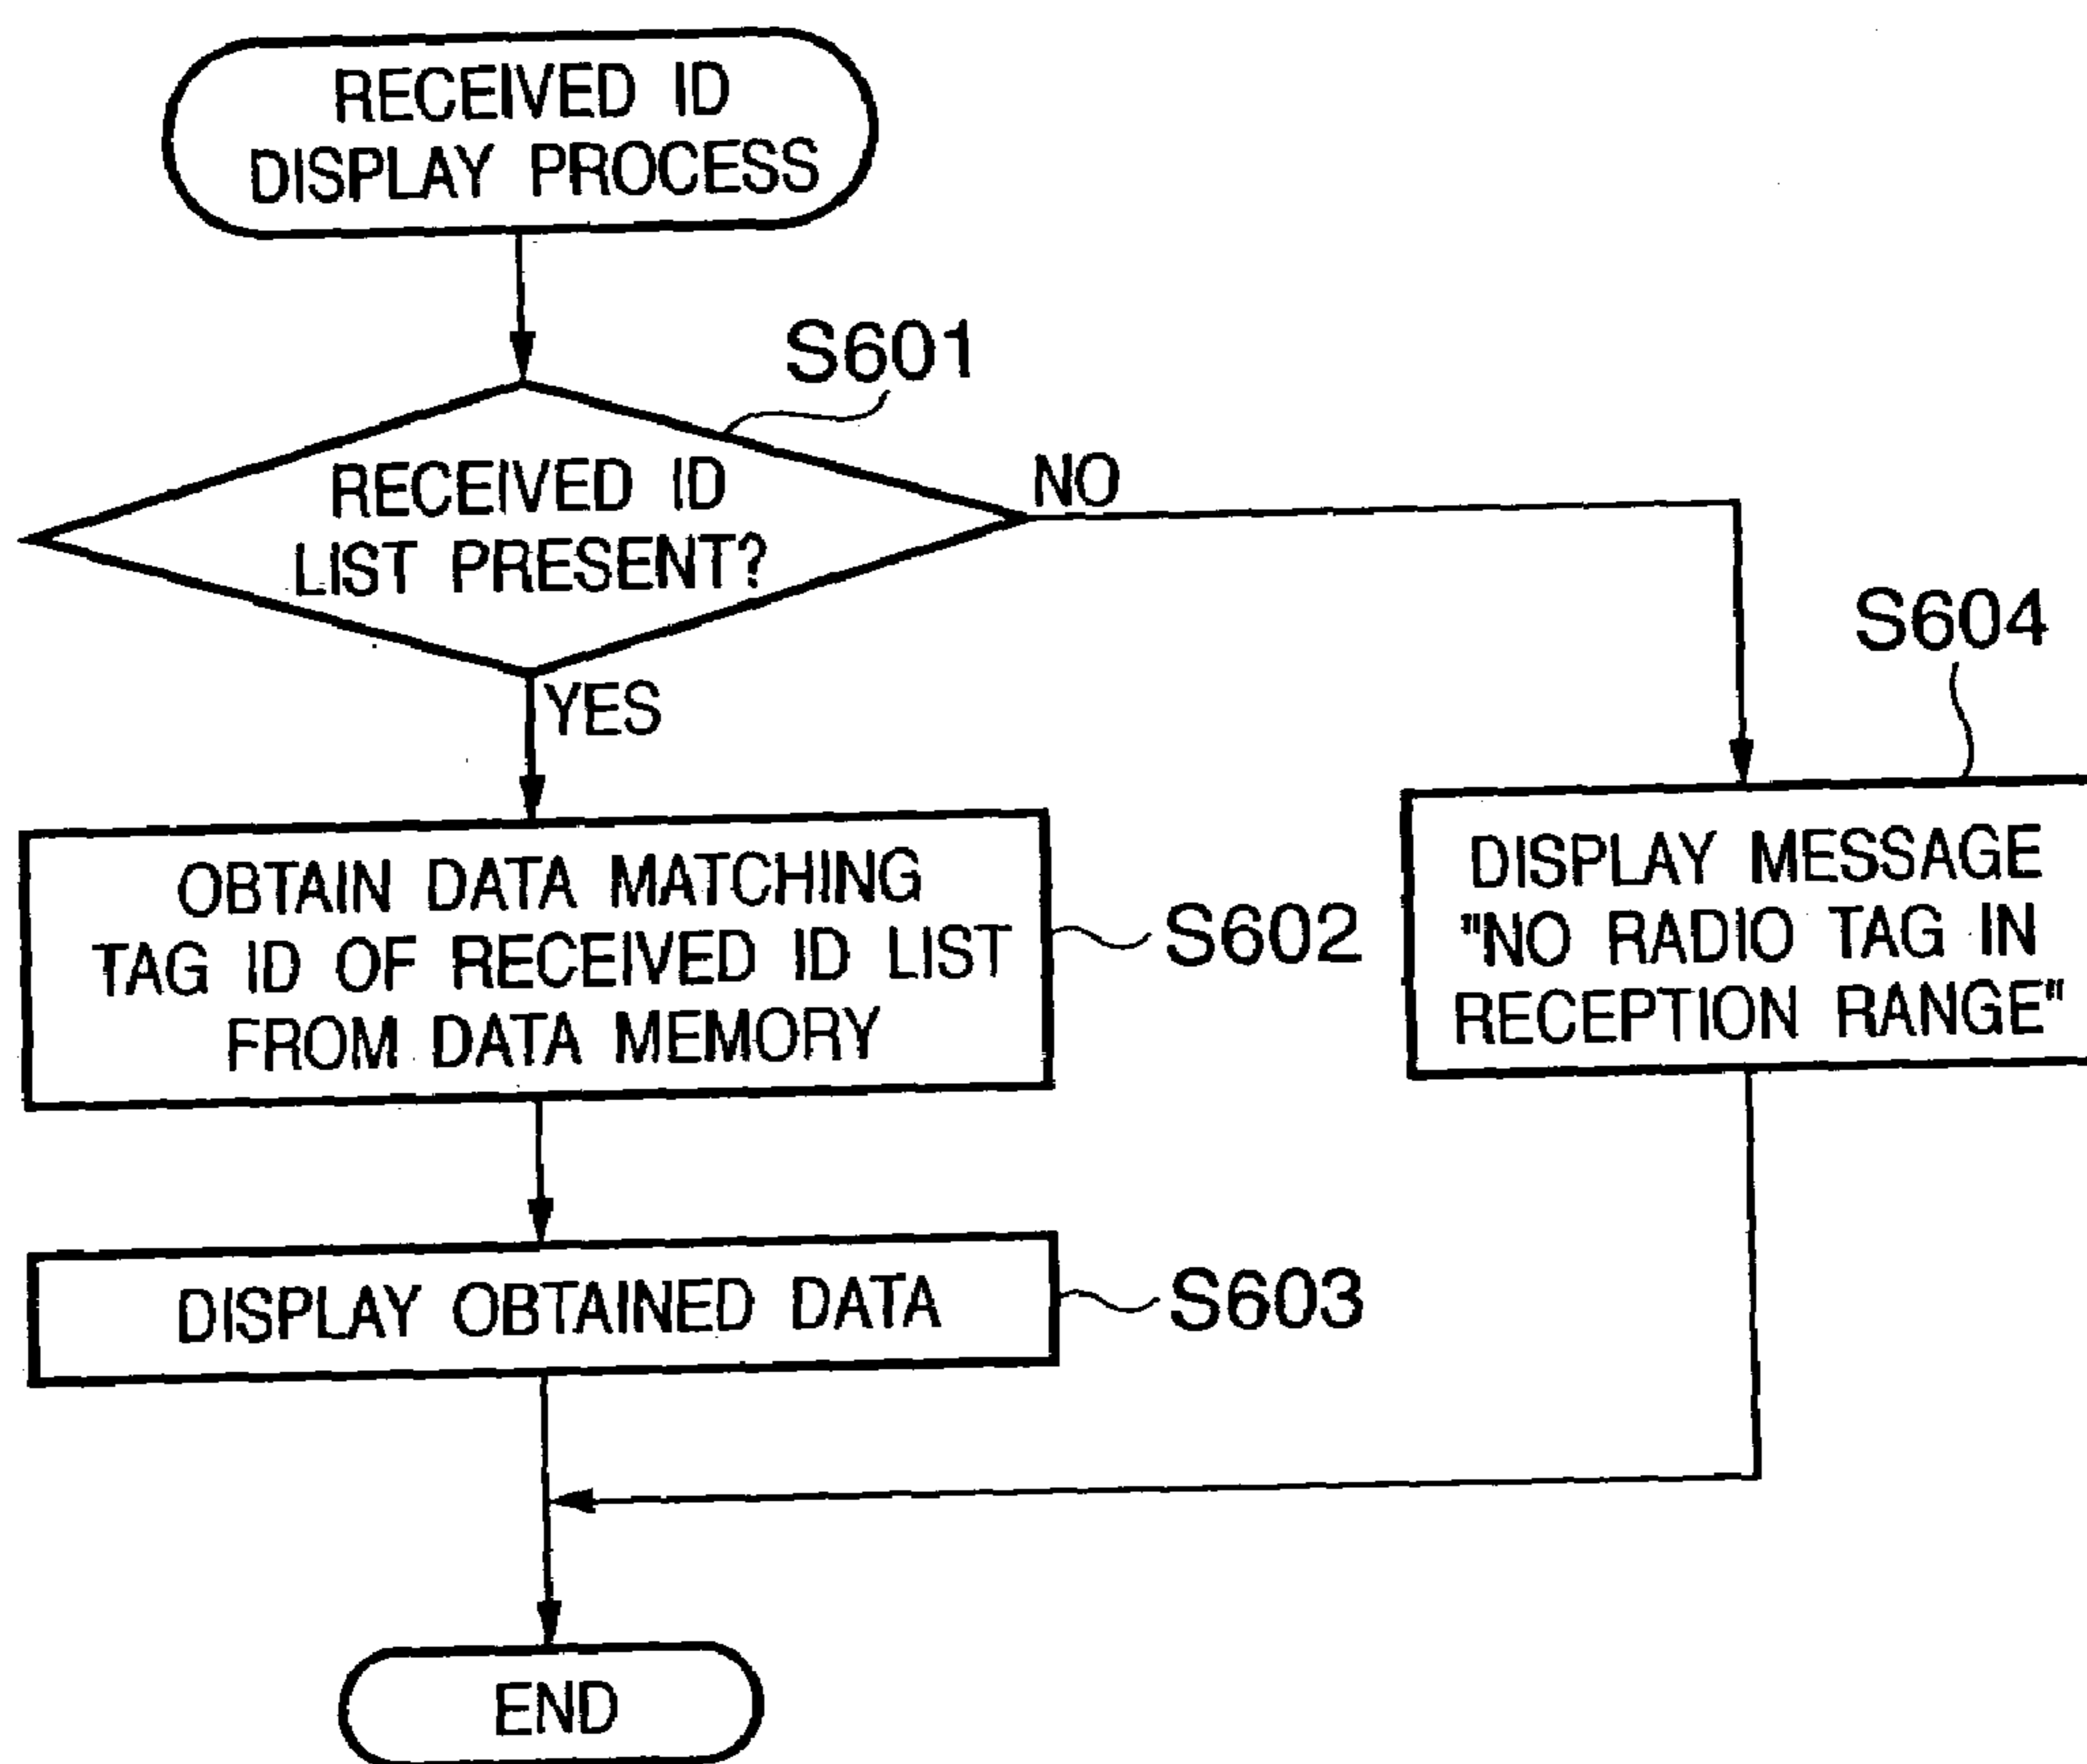 RECEIVED ID
DISPLAY PROCESS
S601
RECEIVED ID
LIST PRESENT?
NO
YES
S604
OBTAIN DATA MATCHING
TAG ID OF RECEIVED ID LIST
FROM DATA MEMORY
S602
DISPLAY MESSAGE
"NO RADIO TAG IN
RECEPTION RANGE"
DISPLAY OBTAINED DATA
S603
END